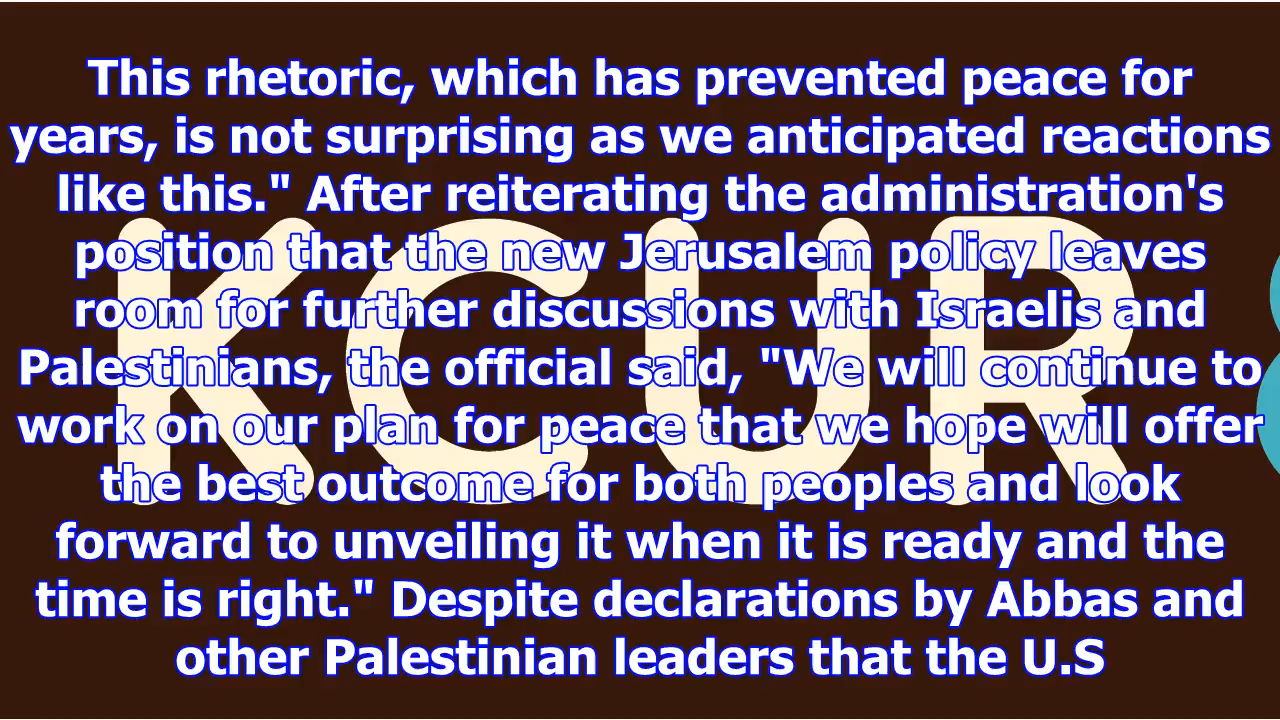 This rhetoric, which has prevented peace for
years, is not surprising as we anticipated reactions
like this." After reiterating the administration's
position that the new Jerusalem policy leaves
room for further discussions with Israelis and
Palestinians, the official said, "We will continue to
work on our plan for peace that we hope will offer
the best outcome for both peoples and look
forward to unveiling it when it is ready and the
time is right." Despite declarations by Abbas and
other Palestinian leaders that the U.S
KCUR